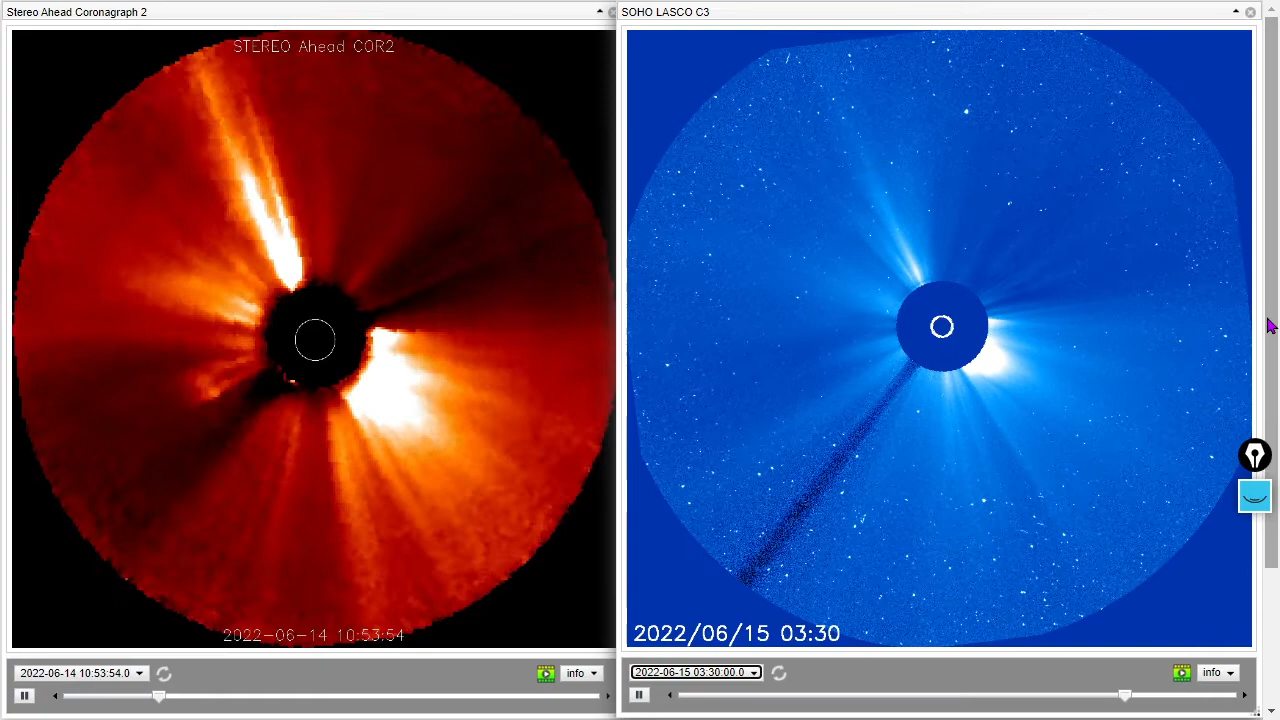 Stereo Ahead Coronagraph 2
STEREO Ahead COR2
2022-06-14 10:53:54
2022-06-14 10:53:54.0
info
SOHO LASCO C3
2022/06/15 03:30
2022-06-15 03:30:00.0
info